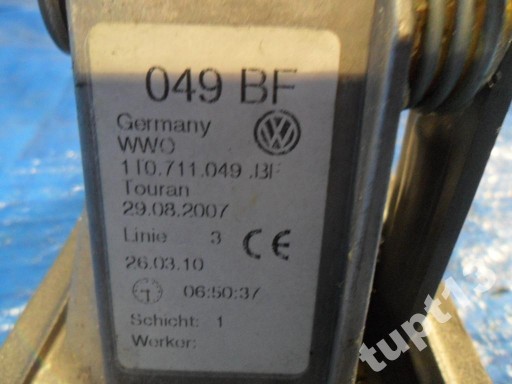 049 BF
Germany
WWO
1T0.711.049 .BF
Touran
29.08.2007
Linie 3 CE
26.03.10
06:50:37
Schicht: 1
Werker: